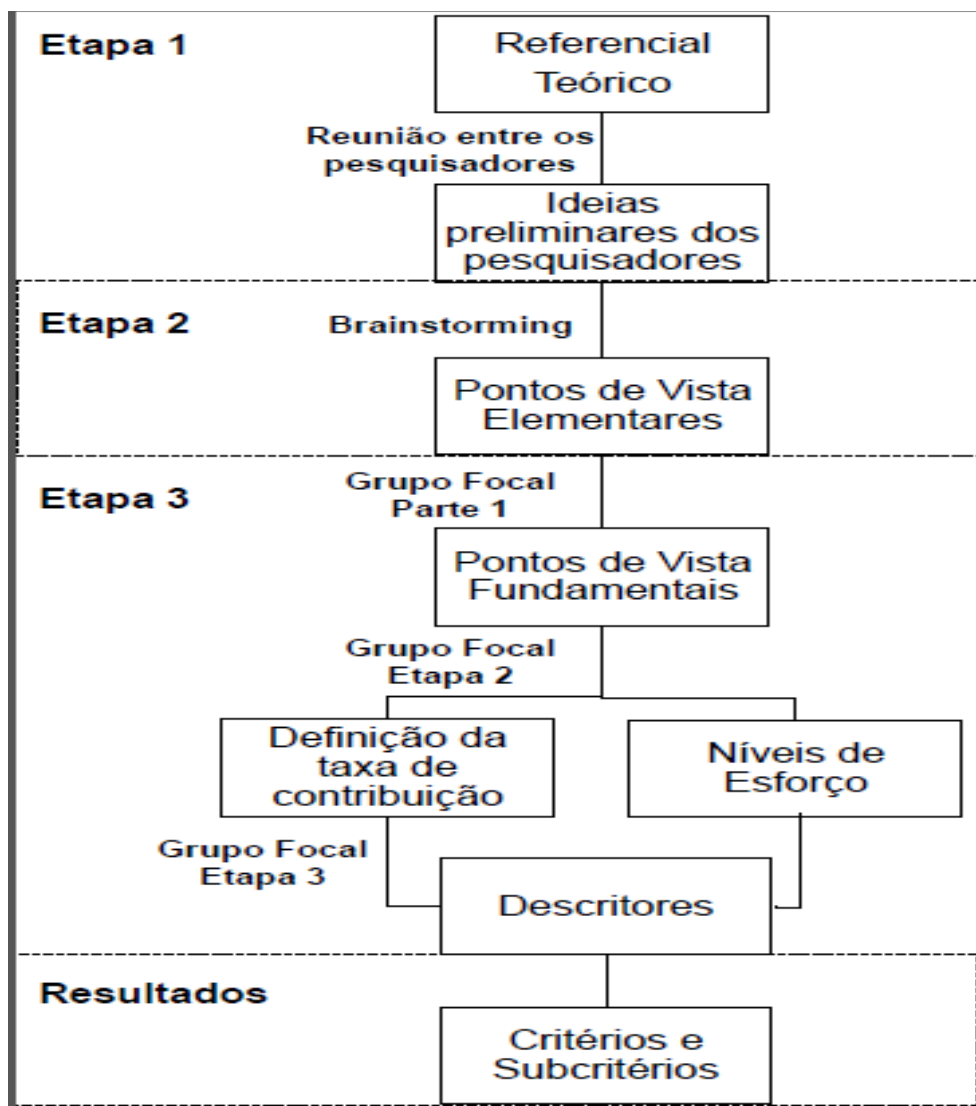 Etapa 1
Referencial
Teórico
Reunião entre os
pesquisadores
Ideias
preliminares dos
pesquisadores
Etapa 2
Brainstorming
Pontos de Vista
Elementares
Etapa 3
Grupo Focal
Parte 1
Pontos de Vista
Fundamentais
Grupo Focal
Etapa 2
Definição da
taxa de
contribuição
Níveis de
Esforço
Grupo Focal
Etapa 3
Descritores
Resultados
Critérios e
Subcritérios